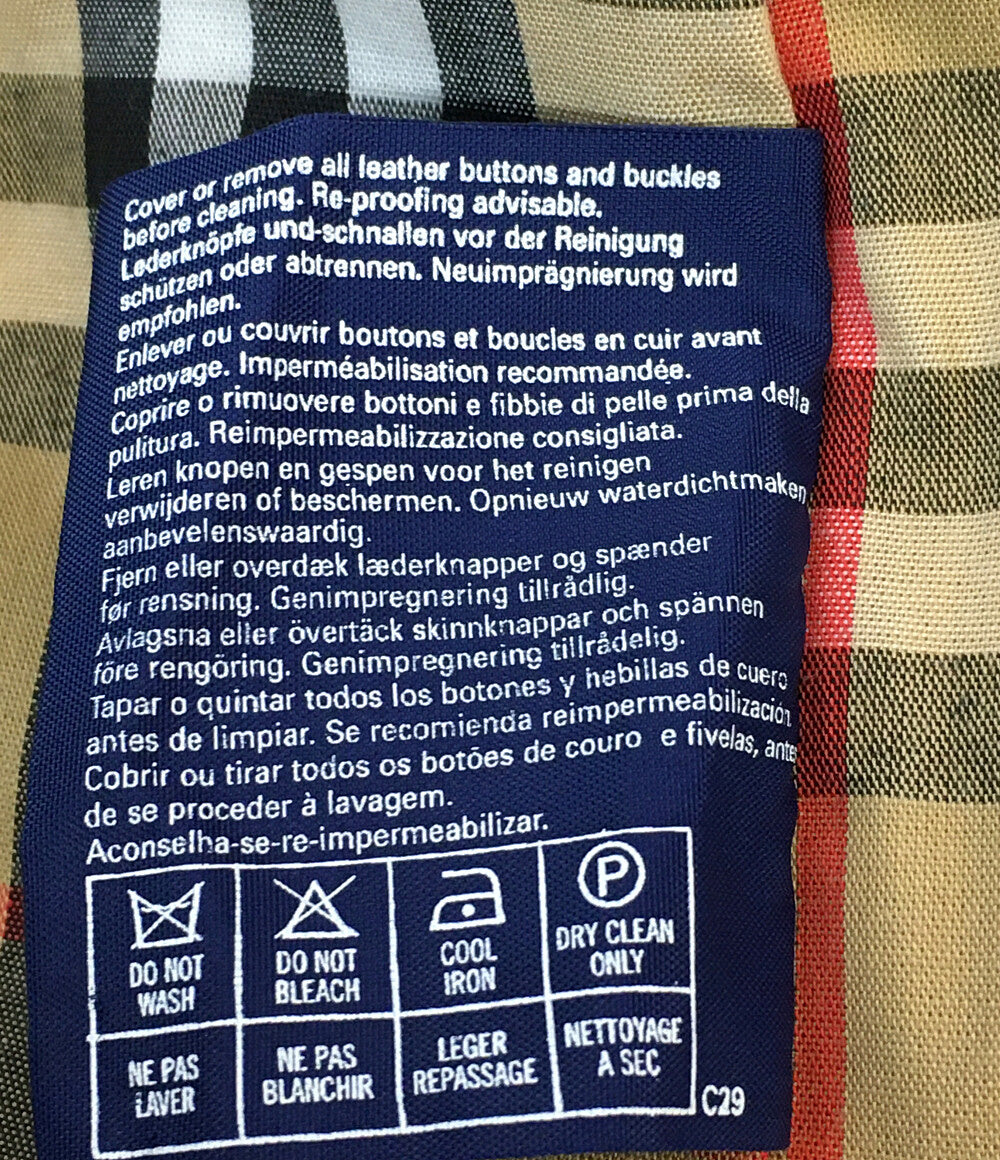 Cover or remove all leather buttons and buckles
before cleaning. Re-proofing advisable.
Lederknöpfe und-schnallen vor der Reinigung
schützen oder abtrennen. Neuimprägnierung wird
empfohlen.
Enlever ou couvrir boutons et boucles en cuir avant
nettoyage. Imperméabilisation recommandée.
Coprire o rimuovere bottoni e fibbie di pelle prima della
pulitura. Reimpermeabilizzazione consigliata.
Leren knopen en gespen voor het reinigen
verwijderen of beschermen. Opnieuw waterdichtmaken
aanbevelenswaardig.
Fjern eller overdæk læderknapper og spænder
før rensning. Genimpregnering tillrådlig.
Avlagsna eller övertäck skinnknappar och spännen
före rengöring. Genimpregnering tillrådelig.
Tapar o quintar todos los botones y hebillas de cuero
antes de limpiar. Se recomienda reimpermeabilización
Cobrir ou tirar todos os botões de couro e fivelas, antes
de se proceder à lavagem.
Aconselha-se-re-impermeabilizar.
P
DO NOT
WASH
DO NOT
BLEACH
COOL
IRON
DRY CLEAN
ONLY
NE PAS
LAVER
NE PAS
BLANCHIR
LEGER
REPASSAGE
NETTOYAGE
A SEC
C29